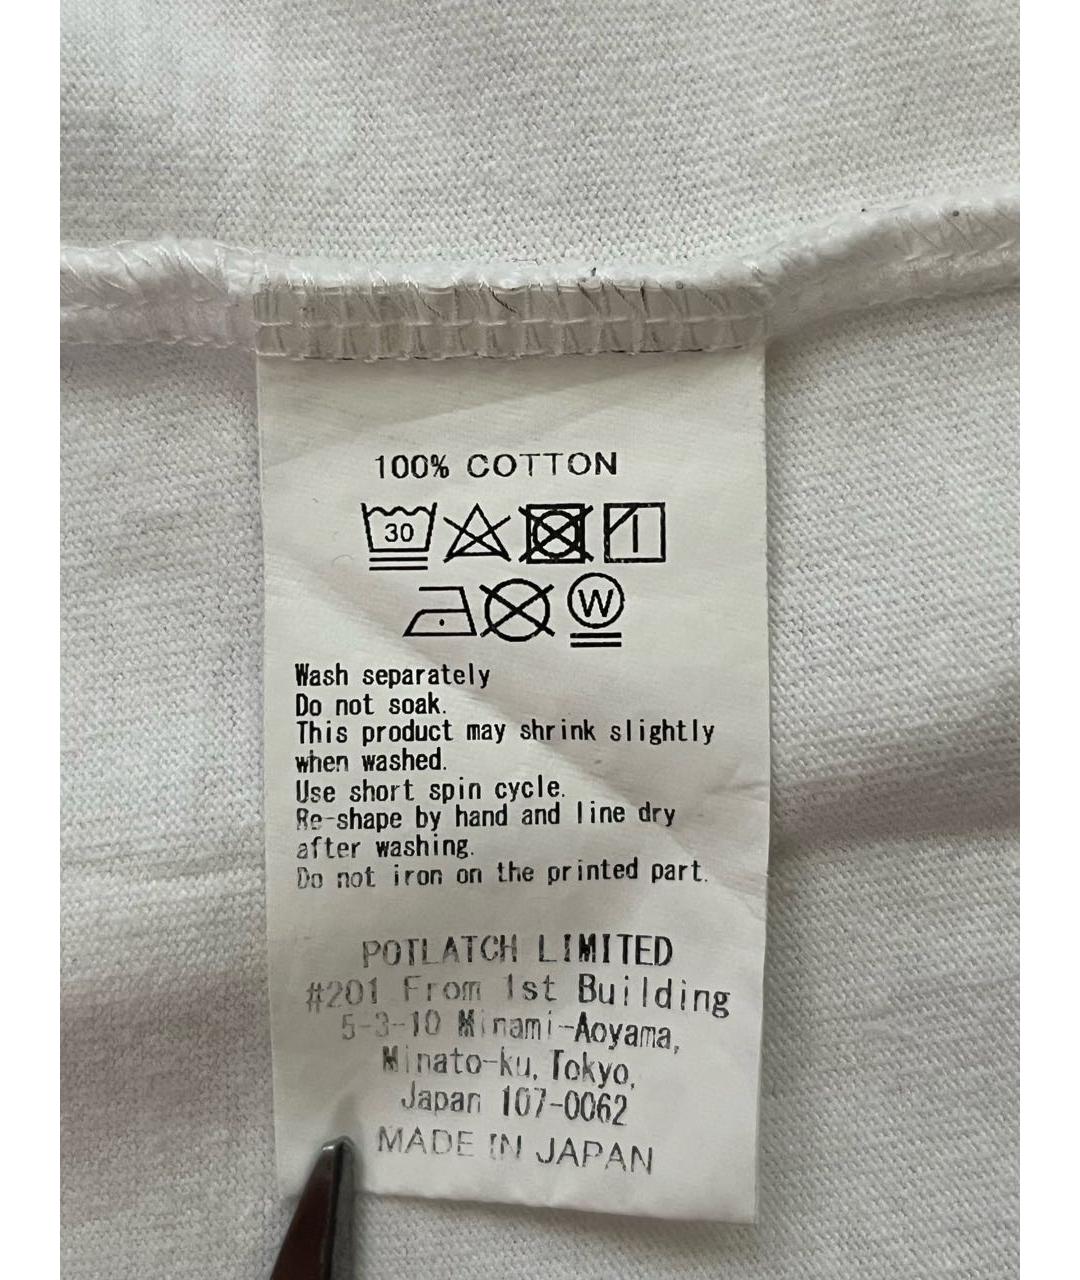 100% COTTON
30
W
Wash separately
Do not soak.
This product may shrink slightly
when washed.
Use short spin cycle.
Re-shape by hand and line dry
after washing.
Do not iron on the printed part.
POTLATCH LIMITED
#201 From 1st Building
5-3-10 Minami-Aoyama,
Minato-ku, Tokyo,
Japan 107-0062
MADE IN JAPAN